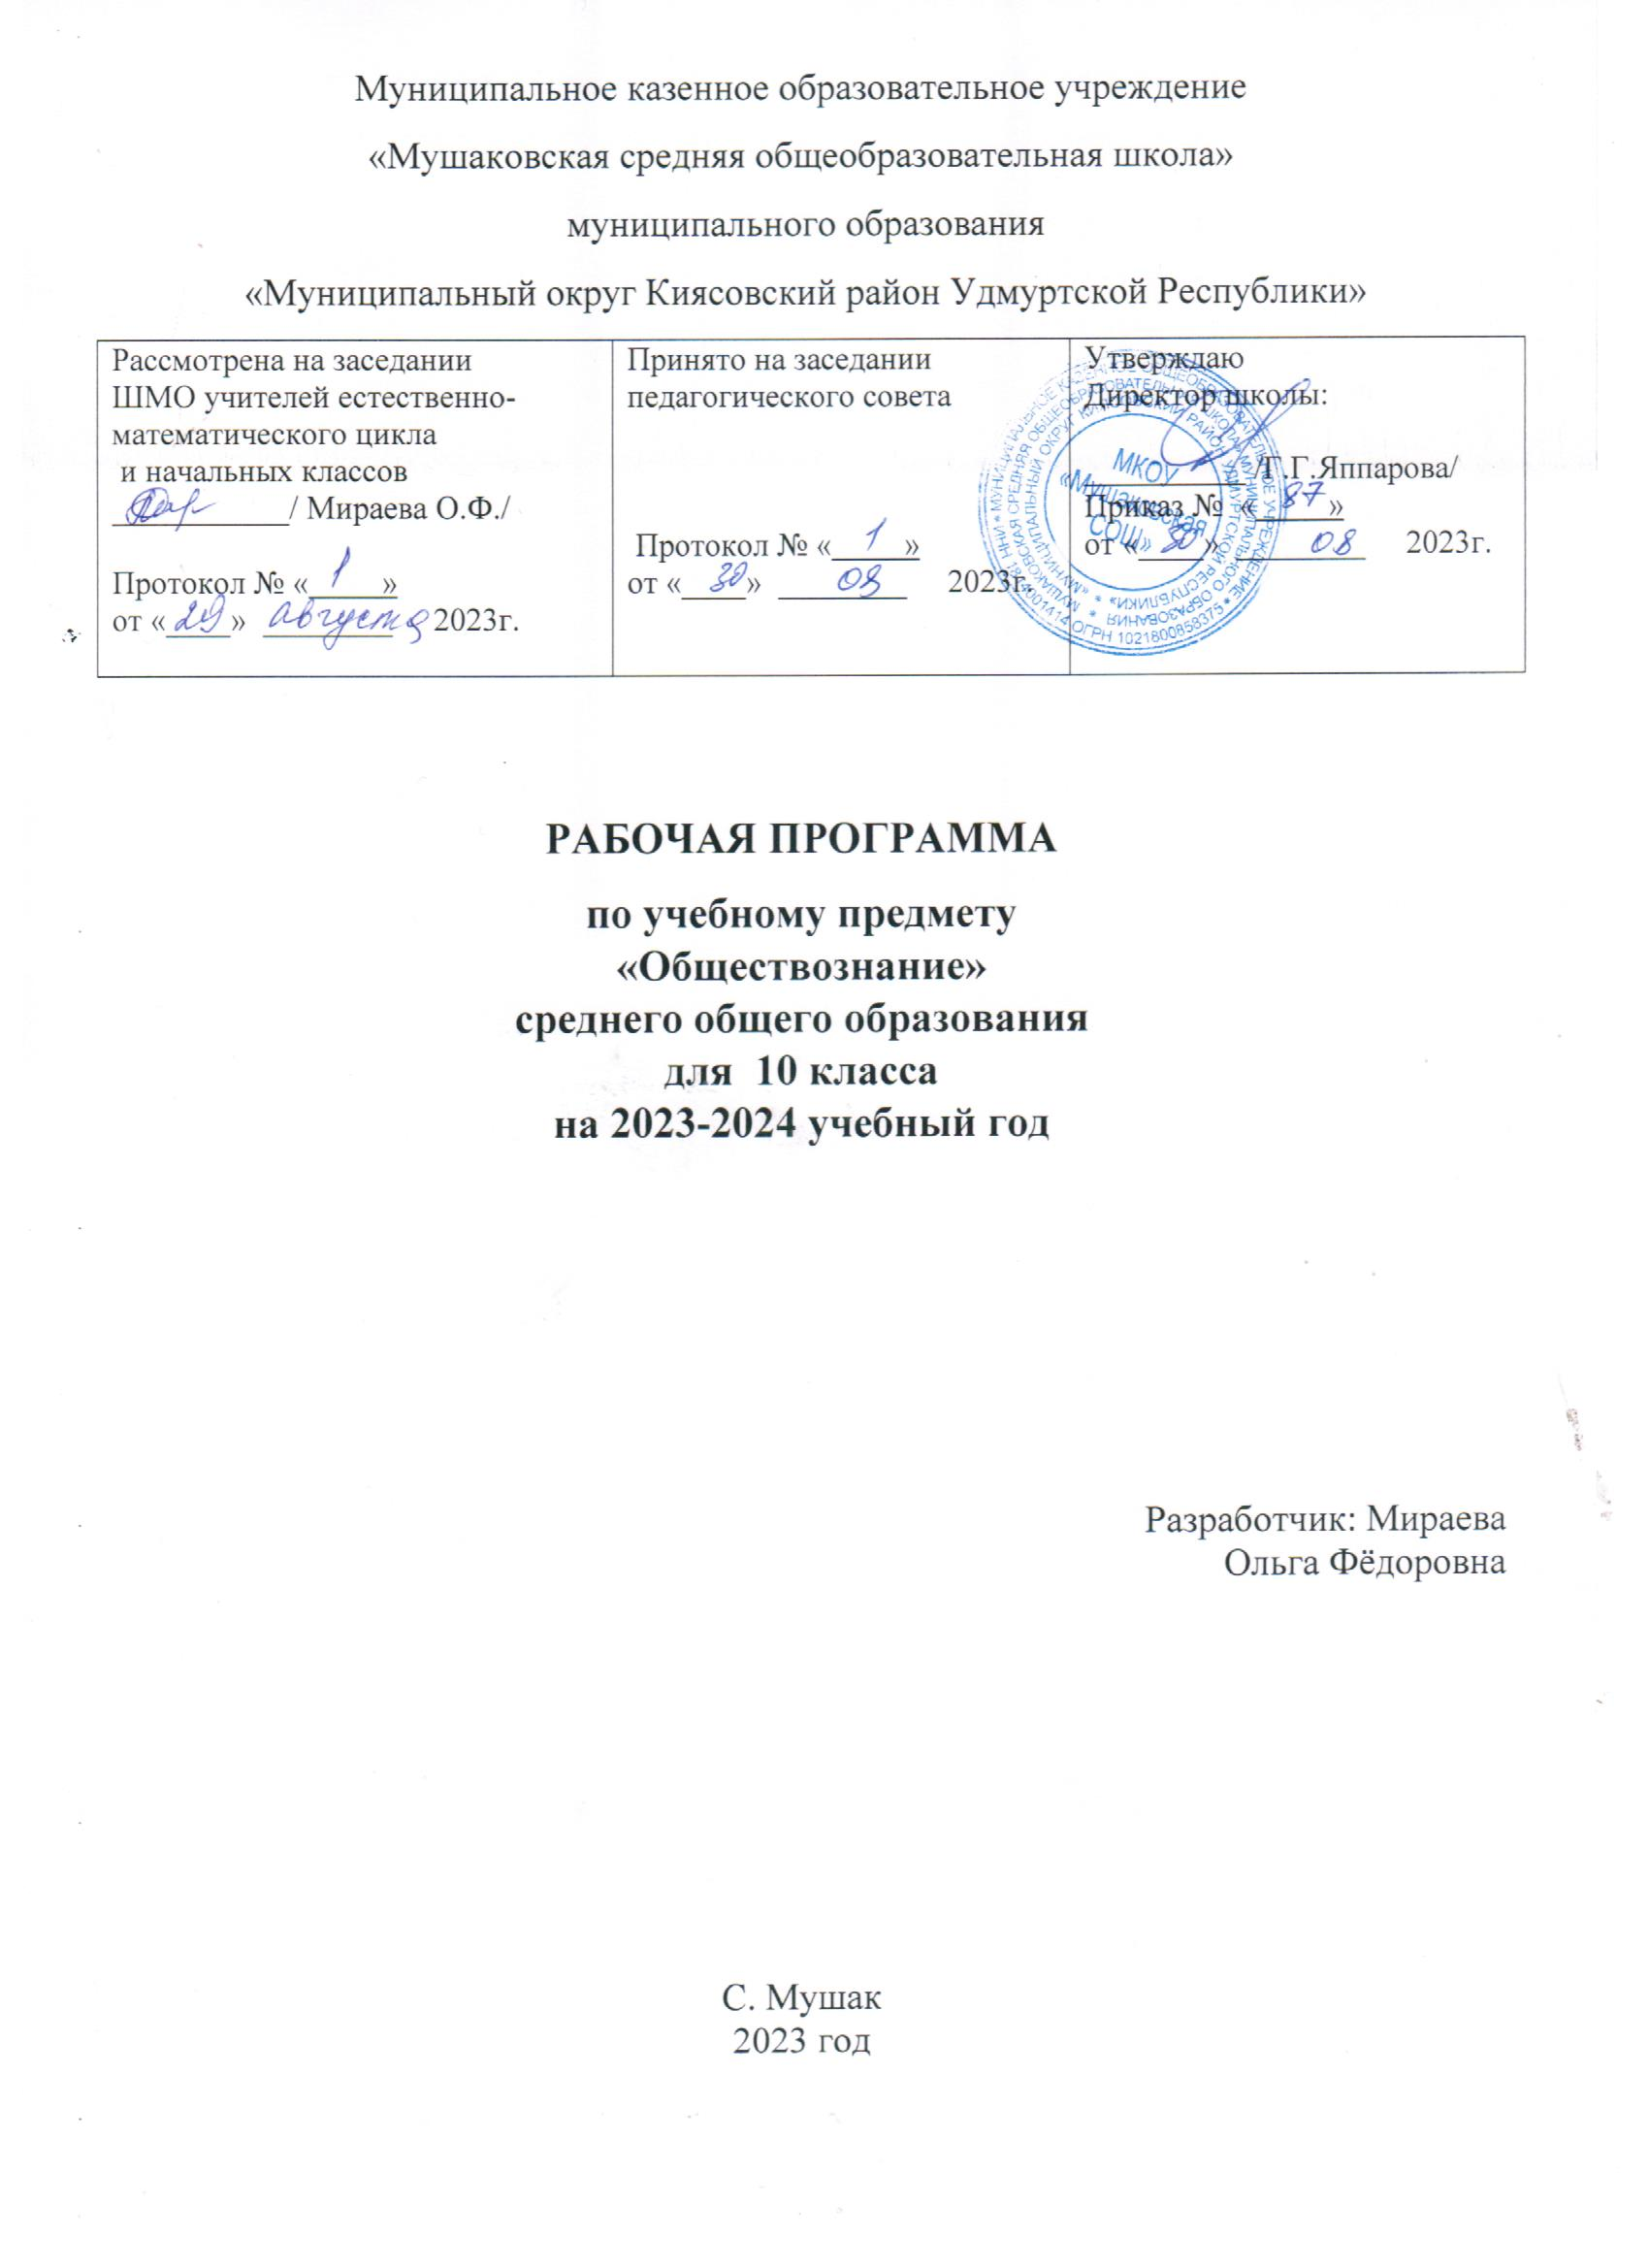 Муниципальное казенное образовательное учреждение
«Мушаковская средняя общеобразовательная школа»
муниципального образования
«Муниципальный округ Киясовский район Удмуртской Республики»
Рассмотрена на заседании
ШМО учителей естественно-
математического цикла
и начальных классов
/ Мираева О.Ф./
Протокол № « 1 »
от « 29 » августа 2023г.
Принято на заседании
педагогического совета
Протокол № « 1 »
от « 30 » 08 2023г.
Утверждаю
Директор школы:
/Г.Г.Яппарова/
Приказ № « 87 »
от « 30 » 08 2023г.
МКОУ
«Мушаковская
СОШ»
РАБОЧАЯ ПРОГРАММА
по учебному предмету
«Обществознание»
среднего общего образования
для 10 класса
на 2023-2024 учебный год
Разработчик: Мираева
Ольга Фёдоровна
С. Мушак
2023 год